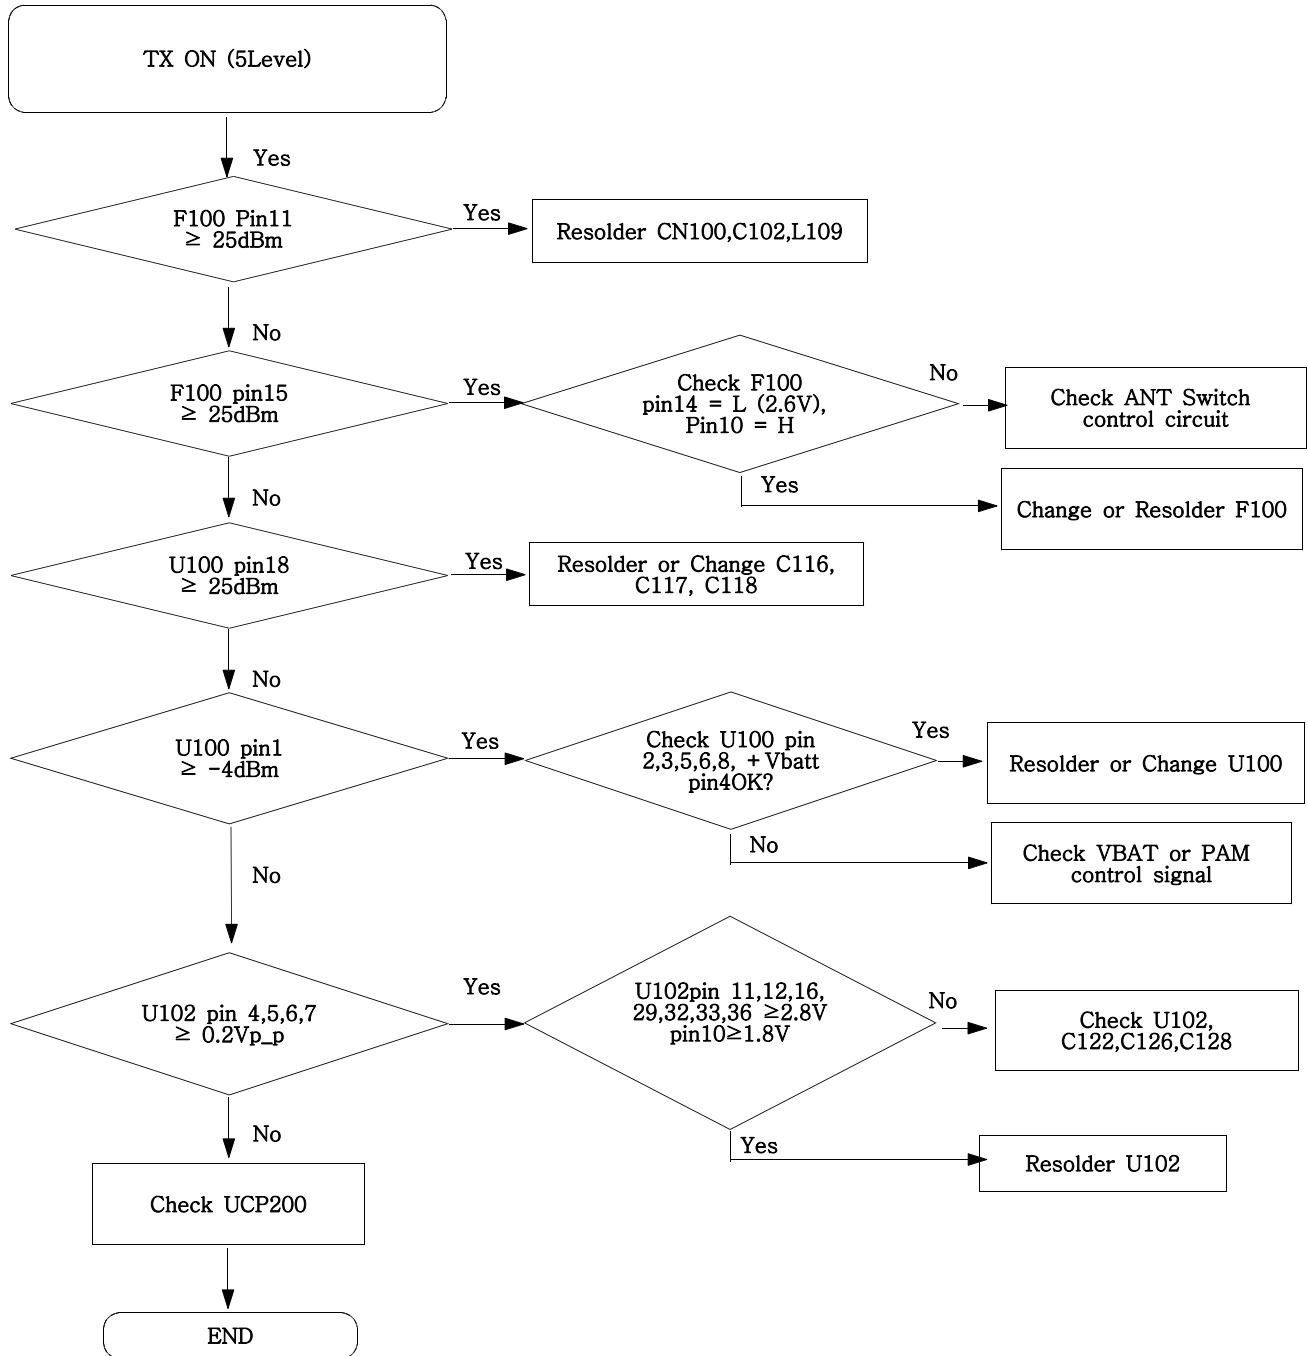 TX ON (5Level)
Yes
F100 Pin11
≥ 25dBm
Yes
Resolder CN100,C102,L109
No
F100 pin15
≥ 25dBm
Yes
Check F100
pin14 = L (2.6V),
Pin10 = H
No
Check ANT Switch
control circuit
Yes
Change or Resolder F100
No
U100 pin18
≥ 25dBm
Yes
Resolder or Change C116,
C117, C118
No
U100 pin1
≥ -4dBm
Yes
Check U100 pin
2,3,5,6,8, +Vbatt
pin4OK?
Yes
Resolder or Change U100
No
Check VBAT or PAM
control signal
No
U102 pin 4,5,6,7
≥ 0.2Vp_p
Yes
U102pin 11,12,16,
29,32,33,36 ≥2.8V
pin10≥1.8V
No
Check U102,
C122,C126,C128
Yes
Resolder U102
No
Check UCP200
END